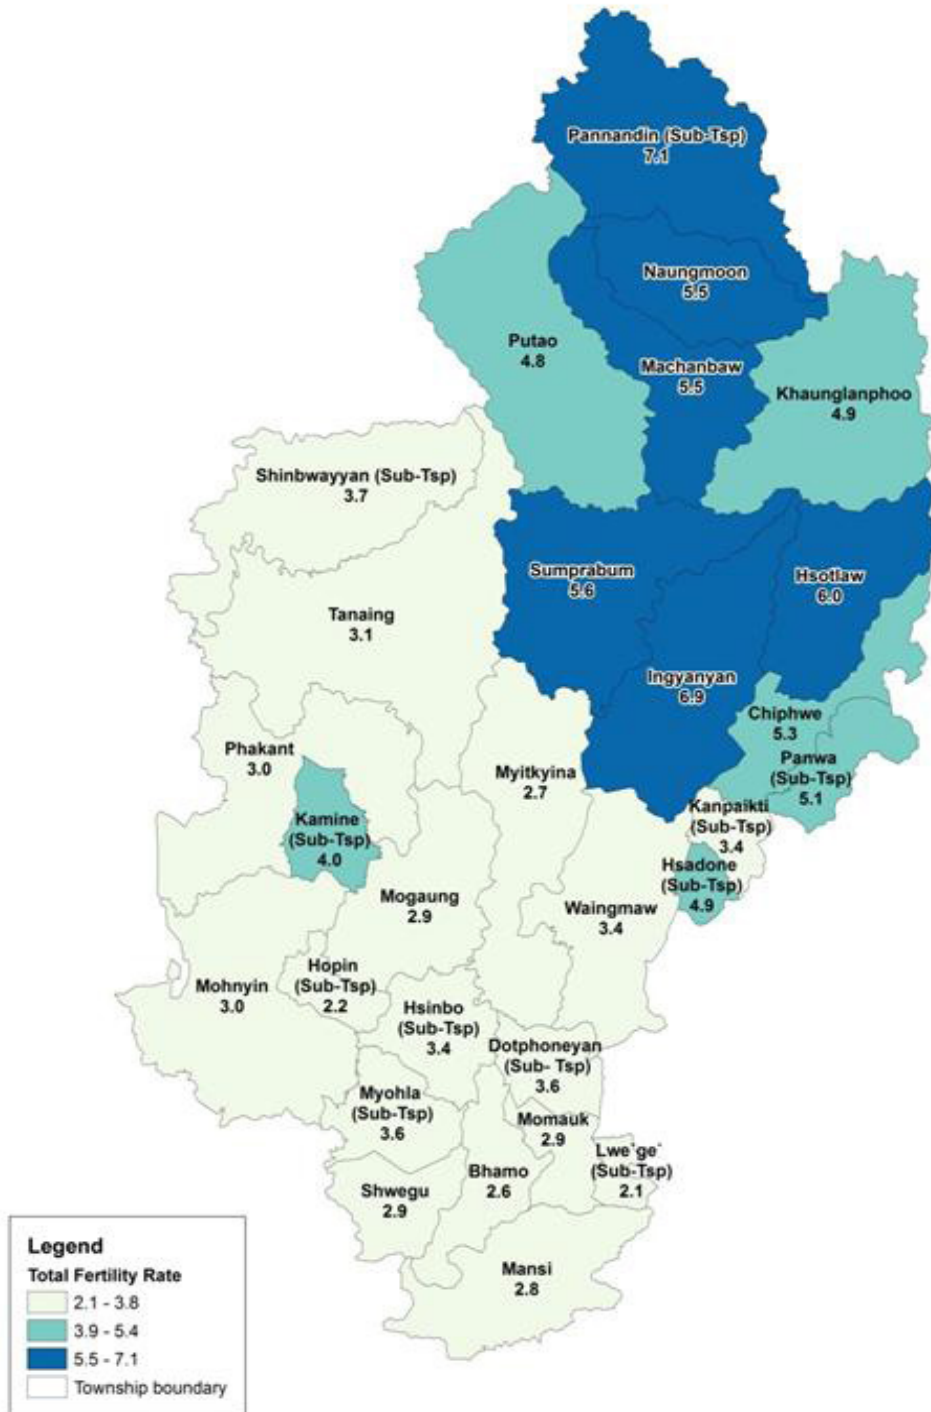 Pannandin (Sub-Tsp)
7.1
Naungmoon
5.5
Putao
4.8
Machanbaw
5.5
Khaunglanphoo
4.9
Shinbwayyan (Sub-Tsp)
3.7
Sumprabum
5.6
Hsotlaw
6.0
Tanaing
3.1
Ingyanyan
6.9
Chiphwe
5.3
Phakant
3.0
Myitkyina
2.7
Panwa
(Sub-Tsp)
5.1
Kamine
(Sub-Tsp)
4.0
Kanpaikti
(Sub-Tsp)
3.4
Hsadone
(Sub-Tsp)
4.9
Mogaung
2.9
Waingmaw
3.4
Hopin
(Sub-Tsp)
2.2
Mohnyin
3.0
Hsinbo
(Sub-Tsp)
3.4
Dotphoneyan
(Sub- Tsp)
3.6
Myohla
(Sub-Tsp)
3.6
Momauk
2.9
Lwe`ge`
(Sub-Tsp)
2.1
Bhamo
2.6
Shwegu
2.9
Mansi
2.8
Legend
Total Fertility Rate
2.1 - 3.8
3.9 - 5.4
5.5 - 7.1
Township boundary